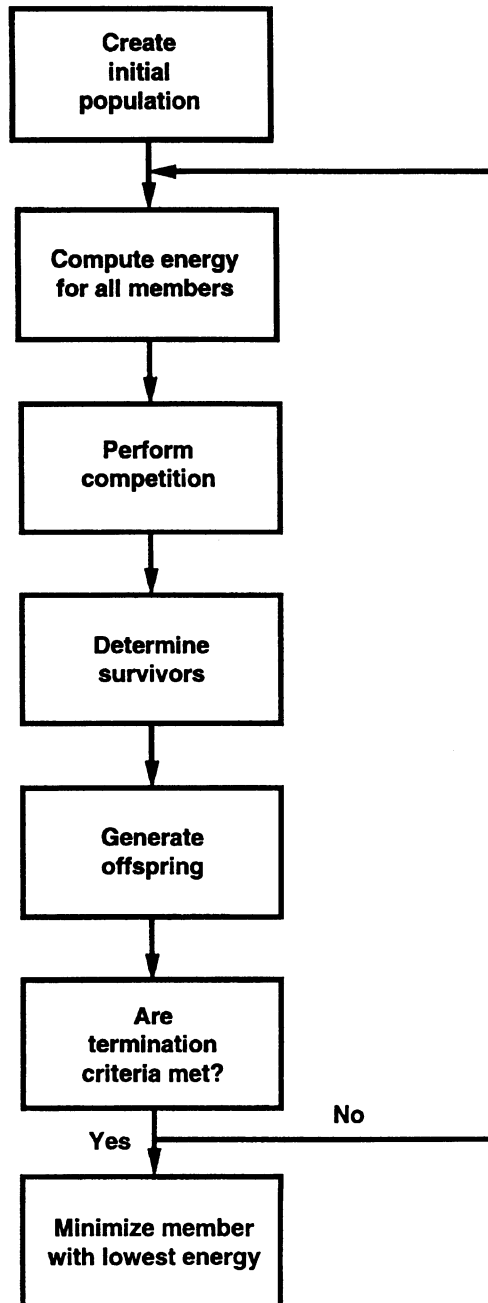 Create
initial
population
Compute energy
for all members
Perform
competition
Determine
survivors
Generate
offspring
Are
termination
criteria met?
No
Yes
Minimize member
with lowest energy